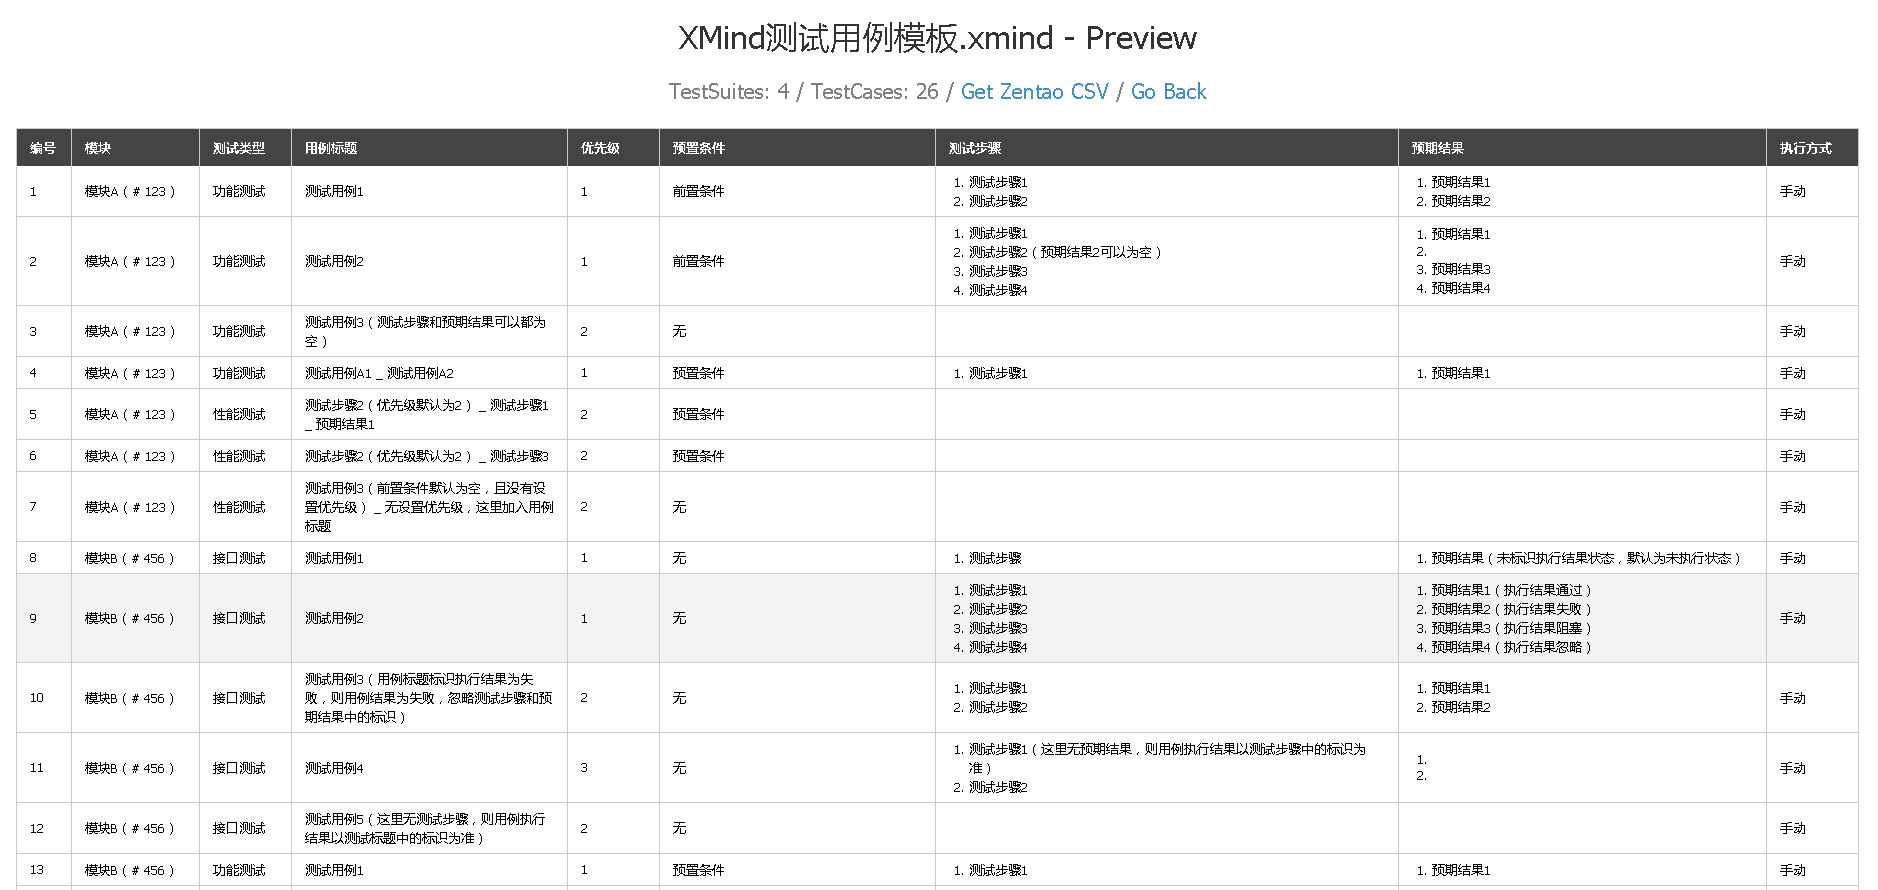 XMind测试用例模板.xmind - Preview
TestSuites: 4 / TestCases: 26 / Get Zentao CSV / Go Back
编号 模块 测试类型 用例标题 优先级 预置条件 测试步骤 预期结果 执行方式
1 模块A（# 123） 功能测试 测试用例1 1 前置条件 1. 测试步骤1 1. 预期结果1 手动
2. 测试步骤2 2. 预期结果2
2 模块A（# 123） 功能测试 测试用例2 1 前置条件 1. 测试步骤1 1. 预期结果1 手动
2. 测试步骤2（预期结果2可以为空） 2.
3. 测试步骤3 3. 预期结果3
4. 测试步骤4 4. 预期结果4
3 模块A（# 123） 功能测试 测试用例3（测试步骤和预期结果可以都为 2 无 手动
空）
4 模块A（# 123） 功能测试 测试用例A1 _ 测试用例A2 1 预置条件 1. 测试步骤1 1. 预期结果1 手动
5 模块A（# 123） 性能测试 测试步骤2（优先级默认为2） _ 测试步骤1 2 预置条件 手动
_ 预期结果1
6 模块A（# 123） 性能测试 测试步骤2（优先级默认为2） _ 测试步骤3 2 预置条件 手动
7 模块A（# 123） 性能测试 测试用例3（前置条件默认为空，且没有设 2 无 手动
置优先级） _ 无设置优先级，这里加入用例
标题
8 模块B（# 456） 接口测试 测试用例1 1 无 1. 测试步骤 1. 预期结果（未标识执行结果状态，默认为未执行状态） 手动
9 模块B（# 456） 接口测试 测试用例2 1 无 1. 测试步骤1 1. 预期结果1（执行结果通过） 手动
2. 测试步骤2 2. 预期结果2（执行结果失败）
3. 测试步骤3 3. 预期结果3（执行结果阻塞）
4. 测试步骤4 4. 预期结果4（执行结果忽略）
10 模块B（# 456） 接口测试 测试用例3（用例标题标识执行结果为失 2 无 1. 测试步骤1 1. 预期结果1 手动
败，则用例结果为失败，忽略测试步骤和预 2. 测试步骤2 2. 预期结果2
期结果中的标识）
11 模块B（# 456） 接口测试 测试用例4 3 无 1. 测试步骤1（这里无预期结果，则用例执行结果以测试步骤中的标识为 1. 手动
准） 2.
2. 测试步骤2
12 模块B（# 456） 接口测试 测试用例5（这里无测试步骤，则用例执行 2 无 手动
结果以测试标题中的标识为准）
13 模块B（# 456） 功能测试 测试用例1 1 预置条件 1. 测试步骤1 1. 预期结果1 手动